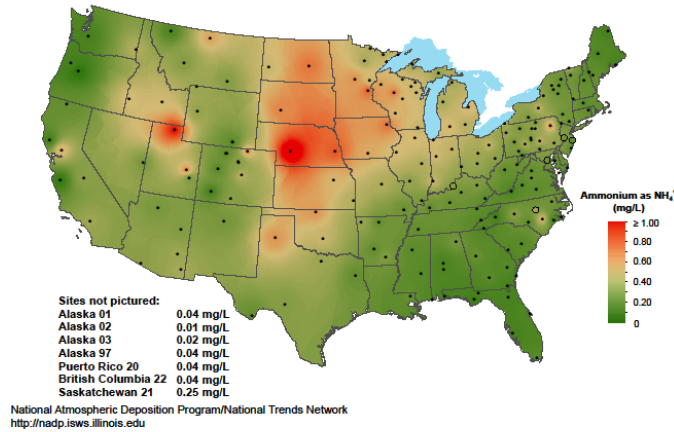 Ammonium as NH₄⁺
(mg/L)
≥ 1.00
0.80
0.60
0.40
0.20
0
Sites not pictured:
Alaska 01 0.04 mg/L
Alaska 02 0.01 mg/L
Alaska 03 0.02 mg/L
Alaska 97 0.04 mg/L
Puerto Rico 20 0.04 mg/L
British Columbia 22 0.04 mg/L
Saskatchewan 21 0.25 mg/L
National Atmospheric Deposition Program/National Trends Network
http://nadp.isws.illinois.edu